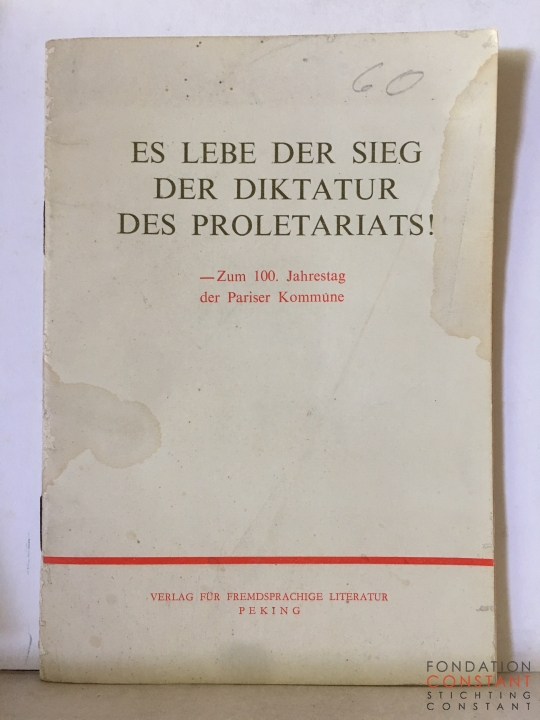 60
ES LEBE DER SIEG
DER DIKTATUR
DES PROLETARIATS!
—Zum 100. Jahrestag
der Pariser Kommune
VERLAG FÜR FREMDSPRACHIGE LITERATUR
PEKING
FONDATION
CONSTANT
STICHTING
CONSTANT